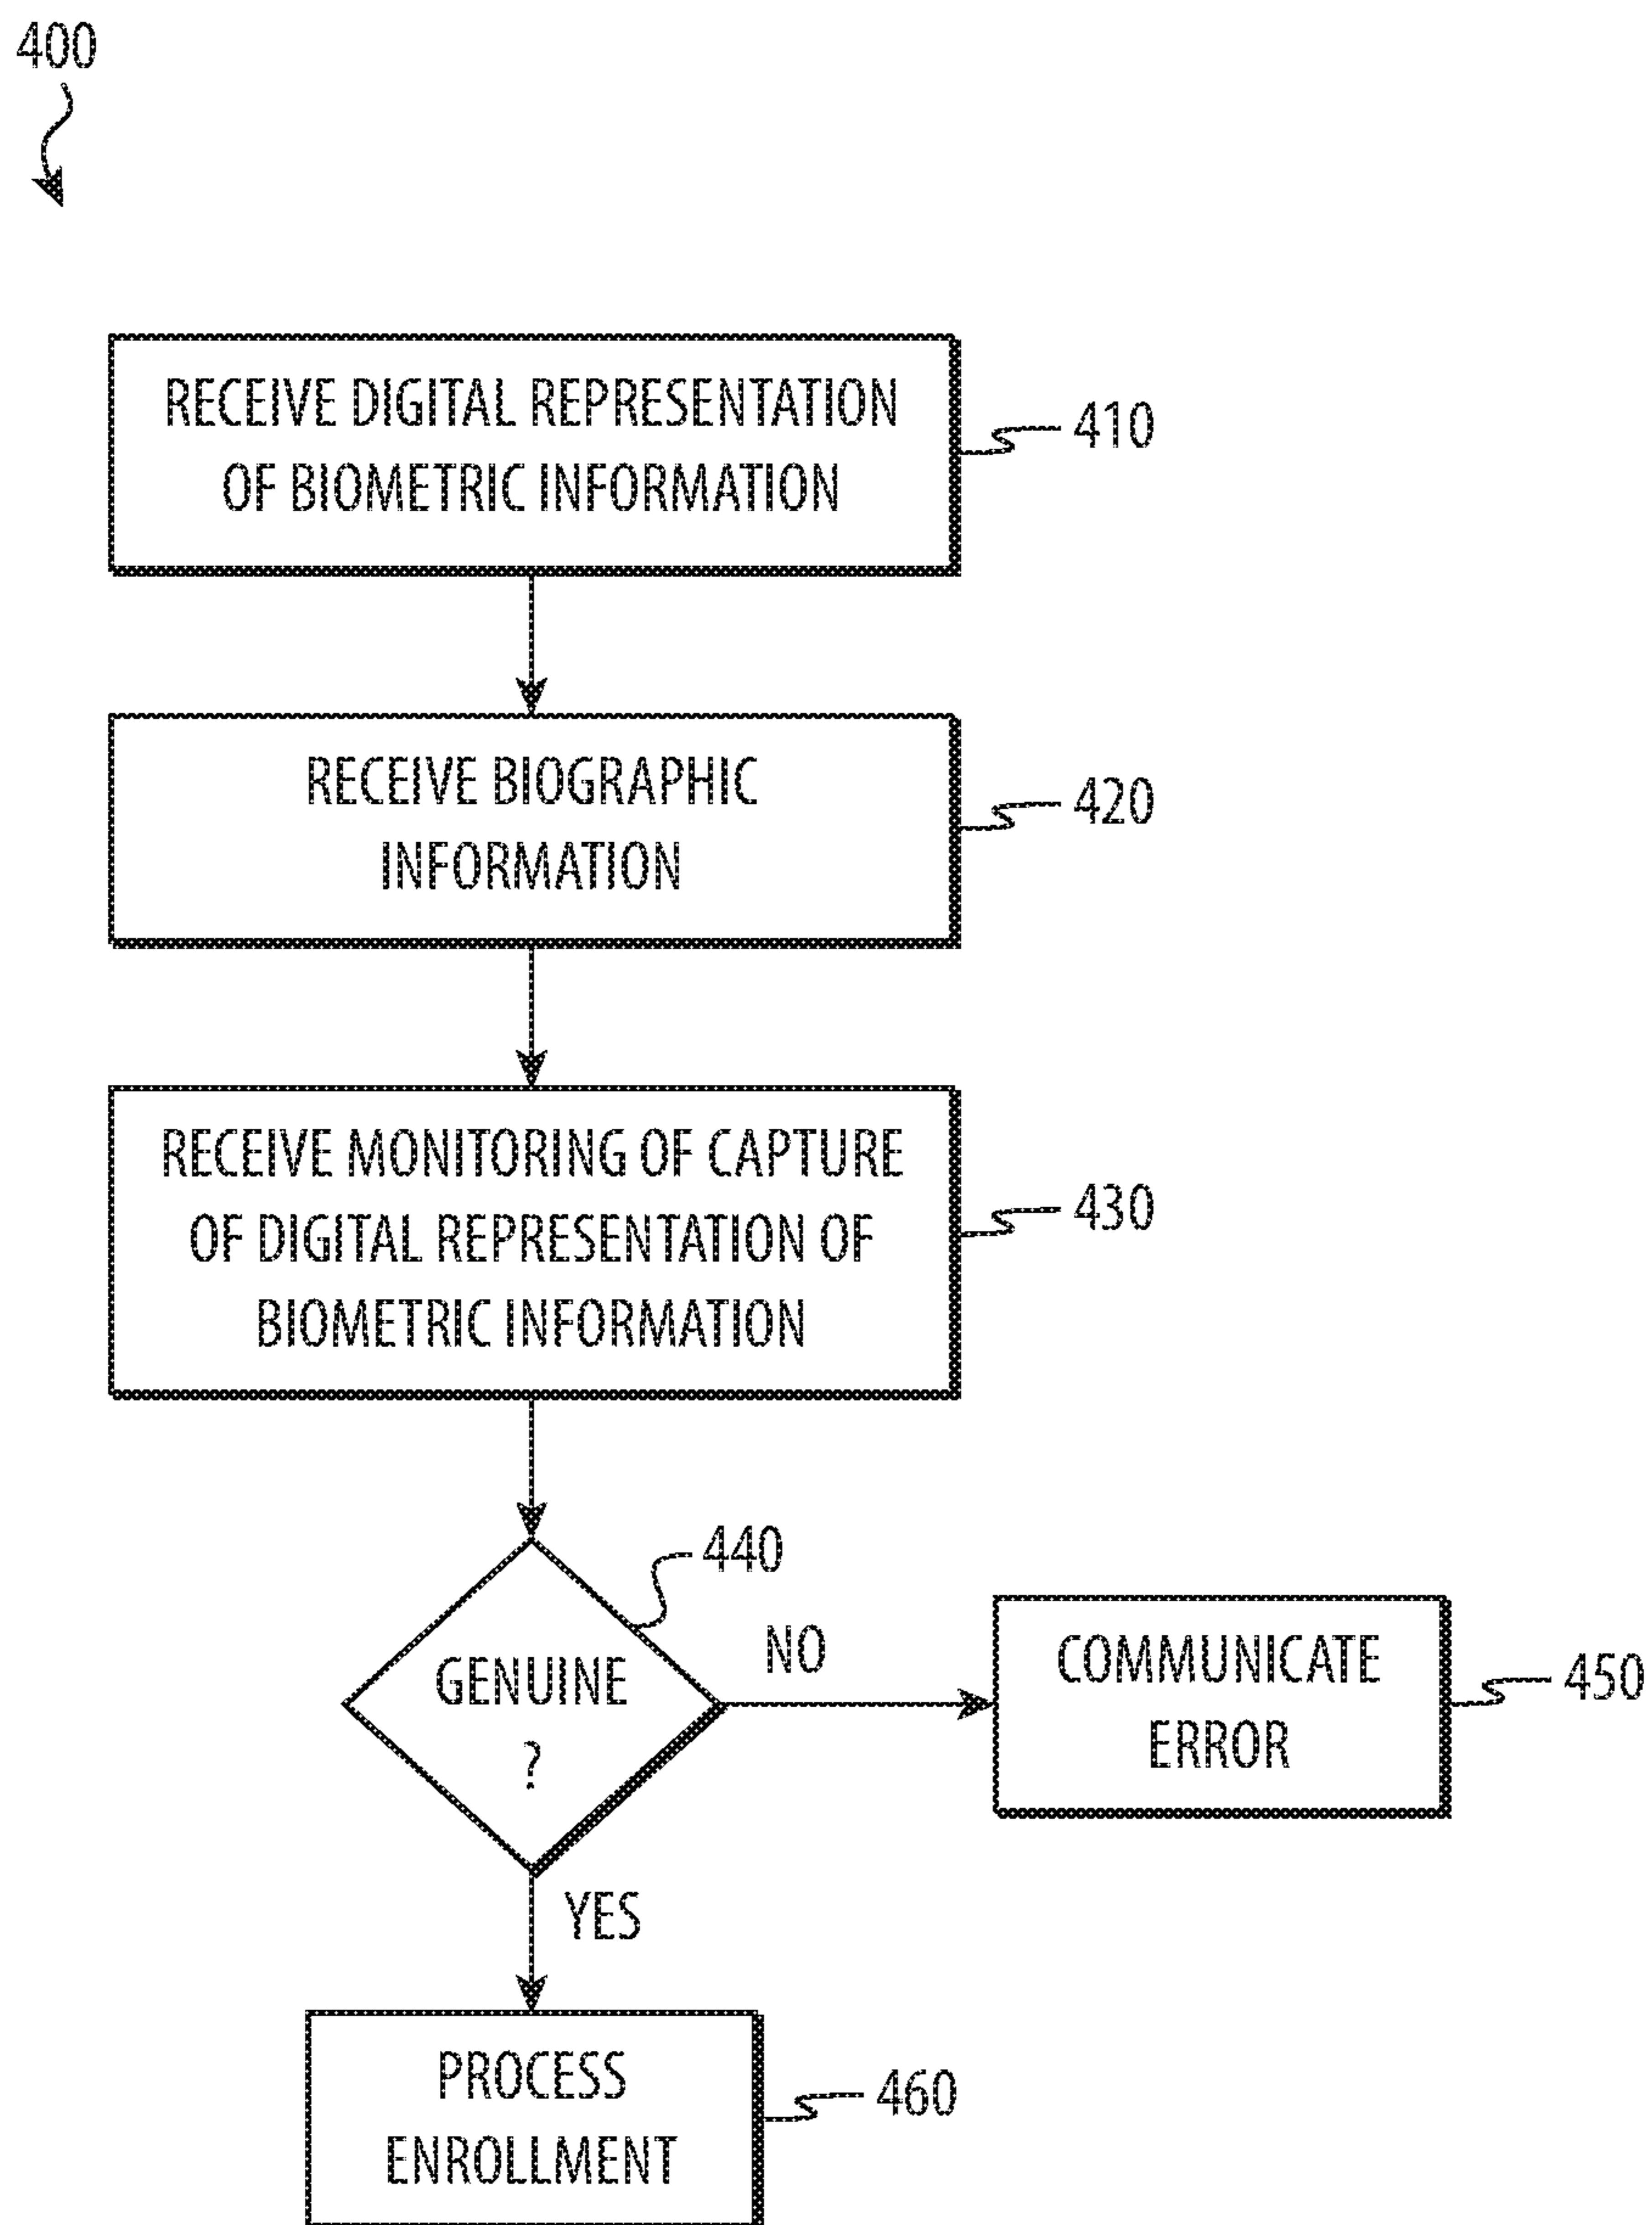 400
RECEIVE DIGITAL REPRESENTATION
OF BIOMETRIC INFORMATION
410
RECEIVE BIOGRAPHIC
INFORMATION
420
RECEIVE MONITORING OF CAPTURE
OF DIGITAL REPRESENTATION OF
BIOMETRIC INFORMATION
430
440
GENUINE
?
NO
COMMUNICATE
ERROR
450
YES
PROCESS
ENROLLMENT
460